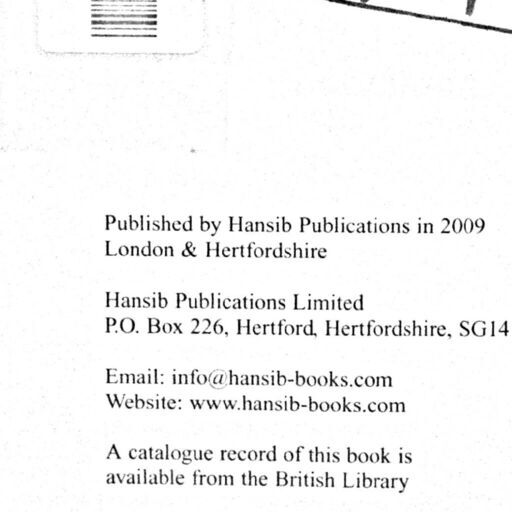 Published by Hansib Publications in 2009
London & Hertfordshire
Hansib Publications Limited
P.O. Box 226, Hertford, Hertfordshire, SG14
Email: info@hansib-books.com
Website: www.hansib-books.com
A catalogue record of this book is
available from the British Library